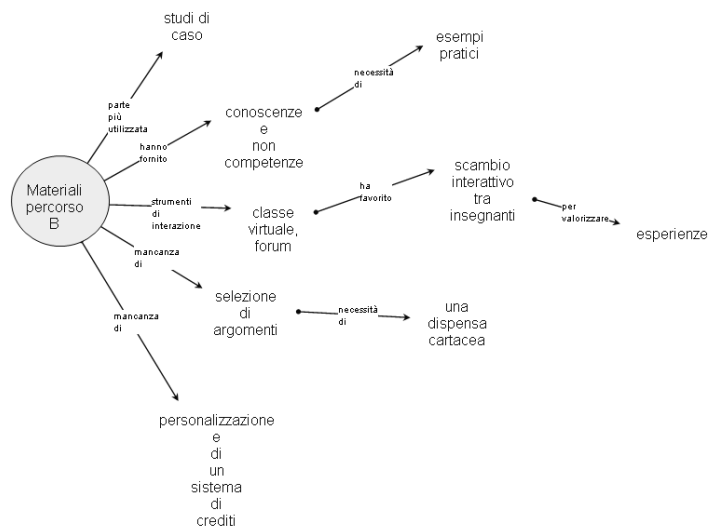 studi di
caso
parte
più
utilizzata
esempi
pratici
necessità
di
conoscenze
e
non
competenze
hanno
fornito
Materiali
percorso
B
strumenti
di
interazione
classe
virtuale,
forum
ha
favorito
scambio
interattivo
tra
insegnanti
per
valorizzare
esperienze
mancanza
di
selezione
di
argomenti
necessità
di
una
dispensa
cartacea
mancanza
di
personalizzazione
e
di
un
sistema
di
crediti